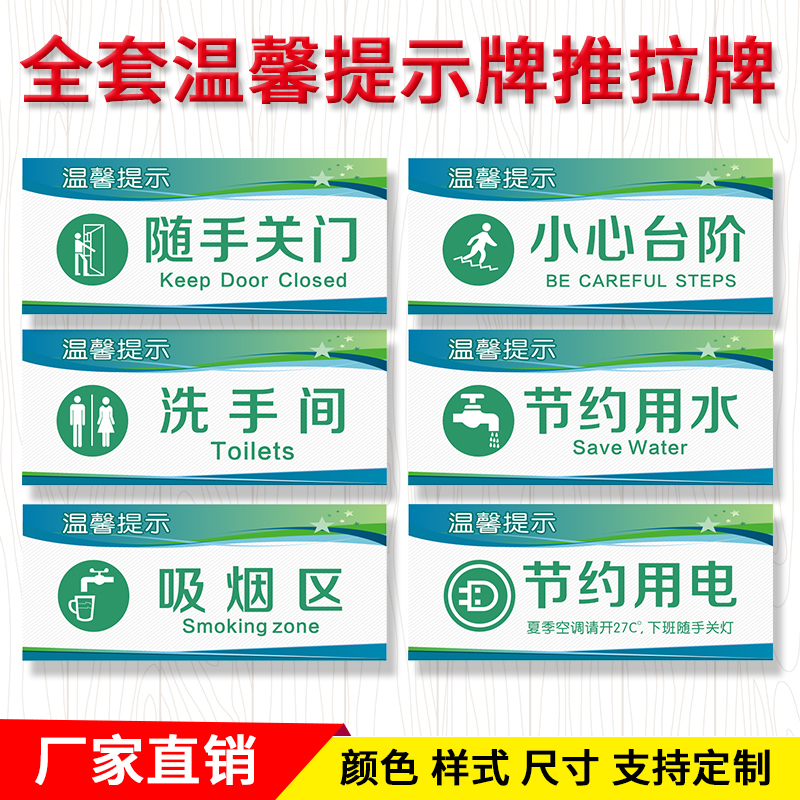 全套温馨提示牌推拉牌
温馨提示
随手关门
Keep Door Closed
温馨提示
小心台阶
BE CAREFUL STEPS
温馨提示
洗手间
Toilets
温馨提示
节约用水
Save Water
温馨提示
吸烟区
Smoking zone
温馨提示
节约用电
夏季空调请开27C°,下班随手关灯
厂家直销
颜色 样式 尺寸 支持定制